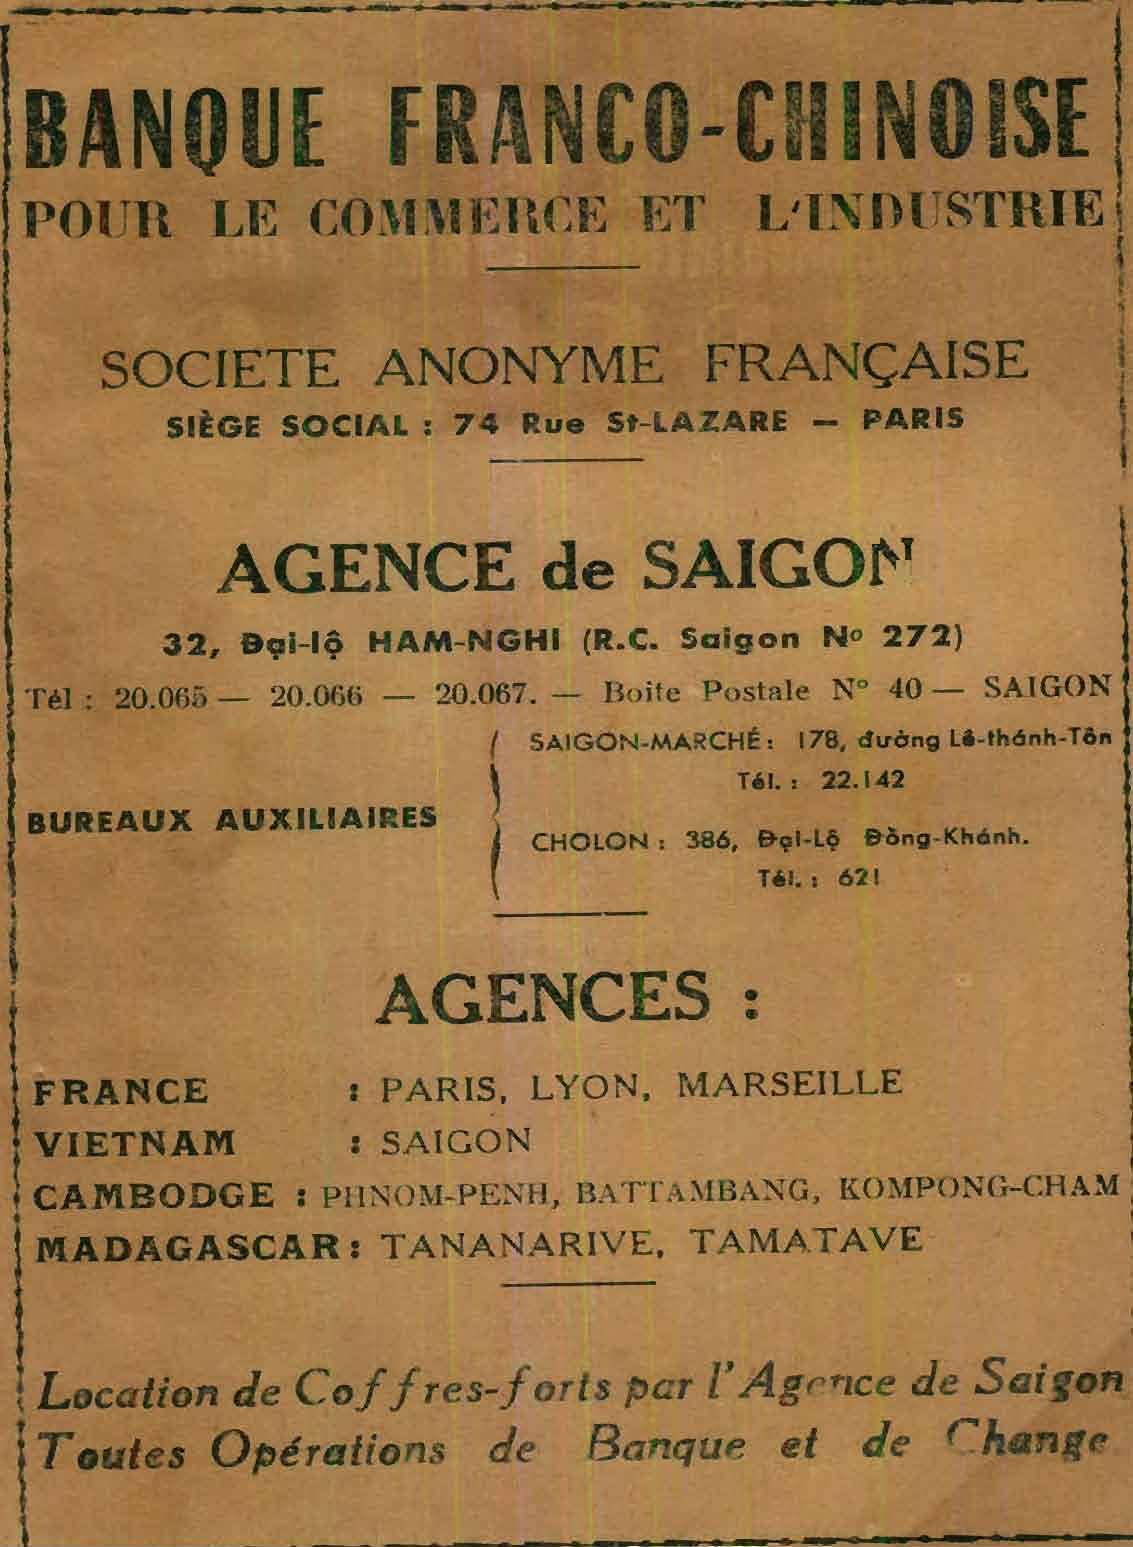 BANQUE FRANCO-CHINOISE
POUR LE COMMERCE ET L'INDUSTRIE
SOCIETE ANONYME FRANÇAISE
SIÈGE SOCIAL : 74 Rue St-LAZARE — PARIS
AGENCE de SAIGON
32, Đại-lộ HAM-NGHI (R.C. Saigon Nº 272)
Tél : 20.065 — 20.066 — 20.067. — Boite Postale N° 40 — SAIGON
BUREAUX AUXILIAIRES
SAIGON-MARCHÉ : 178, đường Lê-thánh-Tôn
Tél. : 22.142
CHOLON : 386, Đại-Lộ Đồng-Khánh.
Tél. : 621
AGENCES :
FRANCE : PARIS, LYON, MARSEILLE
VIETNAM : SAIGON
CAMBODGE : PHNOM-PENH, BATTAMBANG, KOMPONG-CHAM
MADAGASCAR : TANANARIVE, TAMATAVE
Location de Coffres-forts par l'Agence de Saigon
Toutes Opérations de Banque et de Change